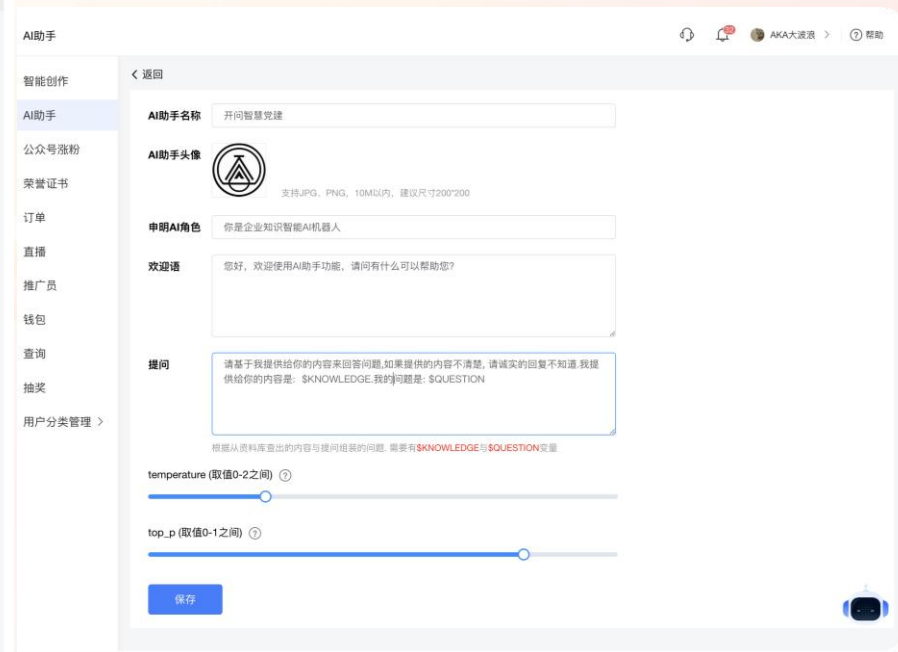 AI助手
32
AKA大波浪 >
? 帮助
智能创作
AI助手
公众号涨粉
荣誉证书
订单
直播
推广员
钱包
查询
抽奖
用户分类管理 >
< 返回
AI助手名称 开问智慧党建
AI助手头像
支持JPG、PNG，10M以内，建议尺寸200*200
申明AI角色 你是企业知识智能AI机器人
欢迎语 您好，欢迎使用AI助手功能，请问有什么可以帮助您?
提问 请基于我提供给你的内容来回答问题,如果提供的内容不清楚, 请诚实的回复不知道.我提
供给你的内容是: $KNOWLEDGE.我的问题是: $QUESTION
根据从资料库查出的内容与提问组装的问题. 需要有$KNOWLEDGE与$QUESTION变量
temperature (取值0-2之间) ?
top_p (取值0-1之间) ?
保存